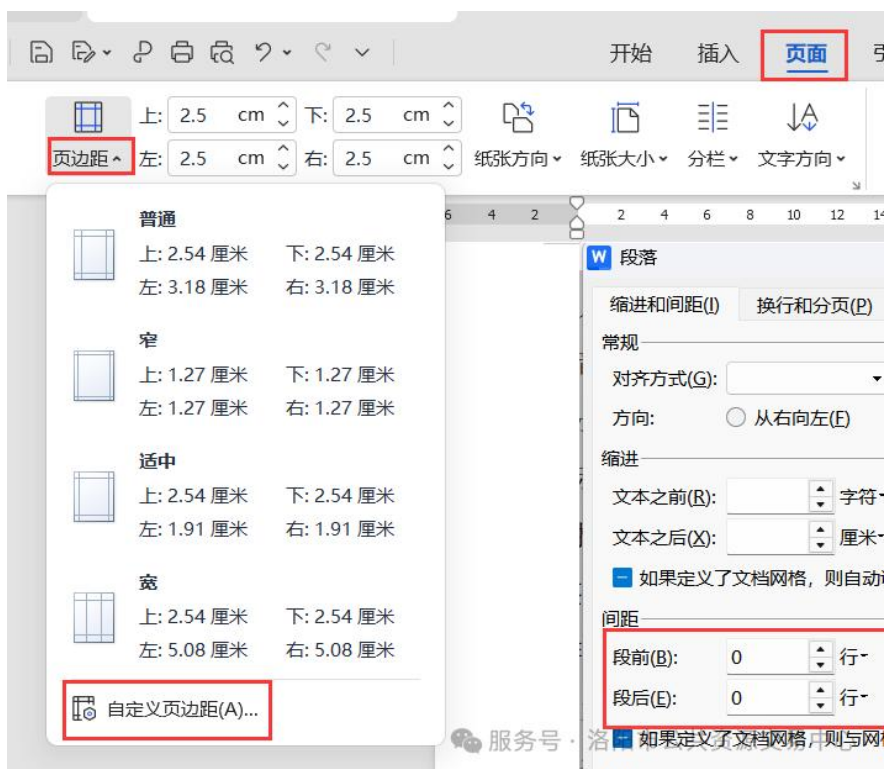 开始 插入 页面
上: 2.5 cm 下: 2.5 cm
页边距 左: 2.5 cm 右: 2.5 cm 纸张方向 纸张大小 分栏 文字方向
6 4 2 2 4 6 8 10 12 14
普通
上: 2.54 厘米 下: 2.54 厘米
左: 3.18 厘米 右: 3.18 厘米
窄
上: 1.27 厘米 下: 1.27 厘米
左: 1.27 厘米 右: 1.27 厘米
适中
上: 2.54 厘米 下: 2.54 厘米
左: 1.91 厘米 右: 1.91 厘米
宽
上: 2.54 厘米 下: 2.54 厘米
左: 5.08 厘米 右: 5.08 厘米
自定义页边距(A)...
W 段落
缩进和间距(I) 换行和分页(P)
常规
对齐方式(G):
方向: 从右向左(F)
缩进
文本之前(R): 字符
文本之后(X): 厘米
如果定义了文档网格，则自动
间距
段前(B): 0 行
段后(E): 0 行
如果定义了文档网格，则与网
服务号 · 洛